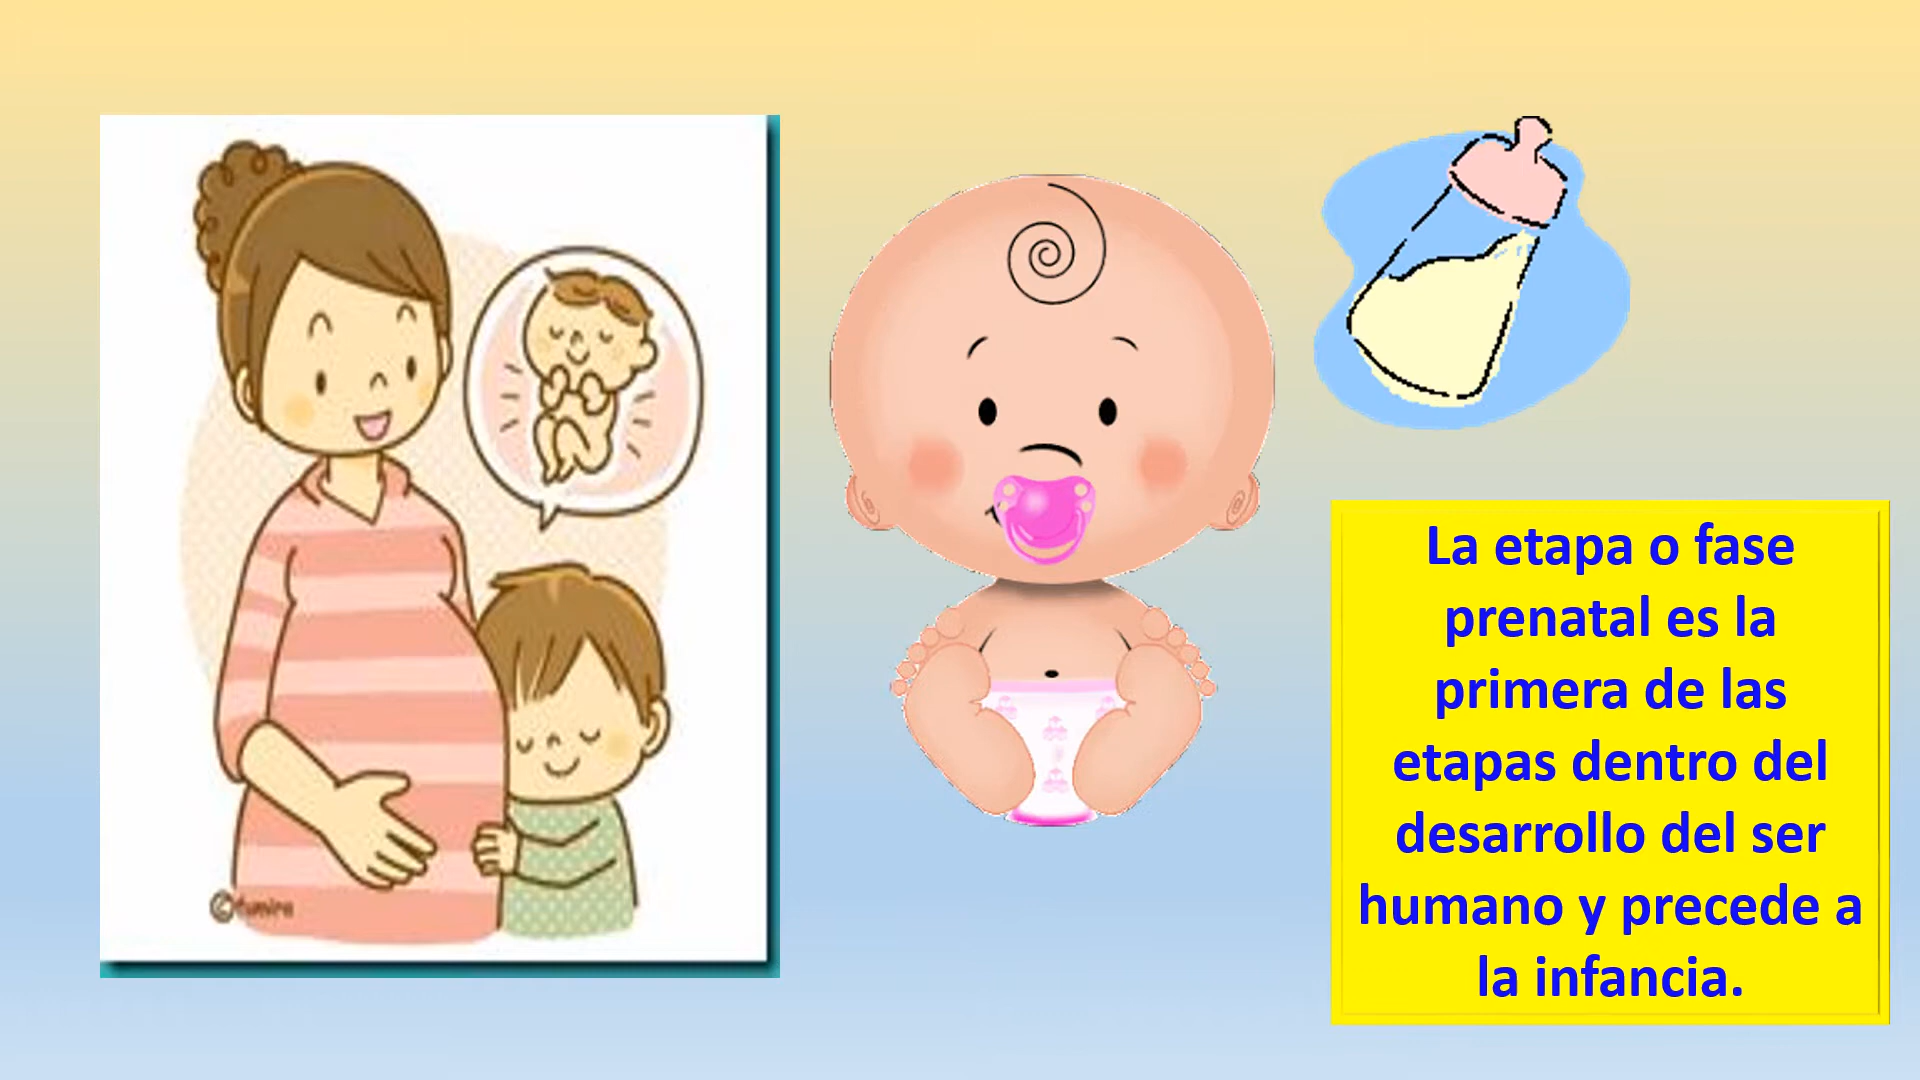 ©fumira
La etapa o fase
prenatal es la
primera de las
etapas dentro del
desarrollo del ser
humano y precede a
la infancia.